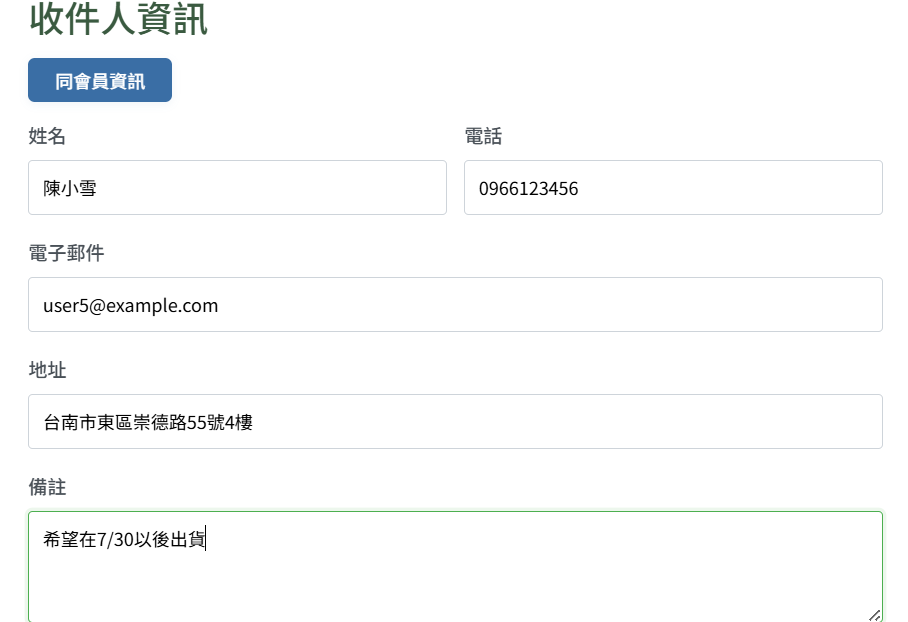 收件人資訊
同會員資訊
姓名
電話
陳小雪
0966123456
電子郵件
user5@example.com
地址
台南市東區崇德路55號4樓
備註
希望在7/30以後出貨